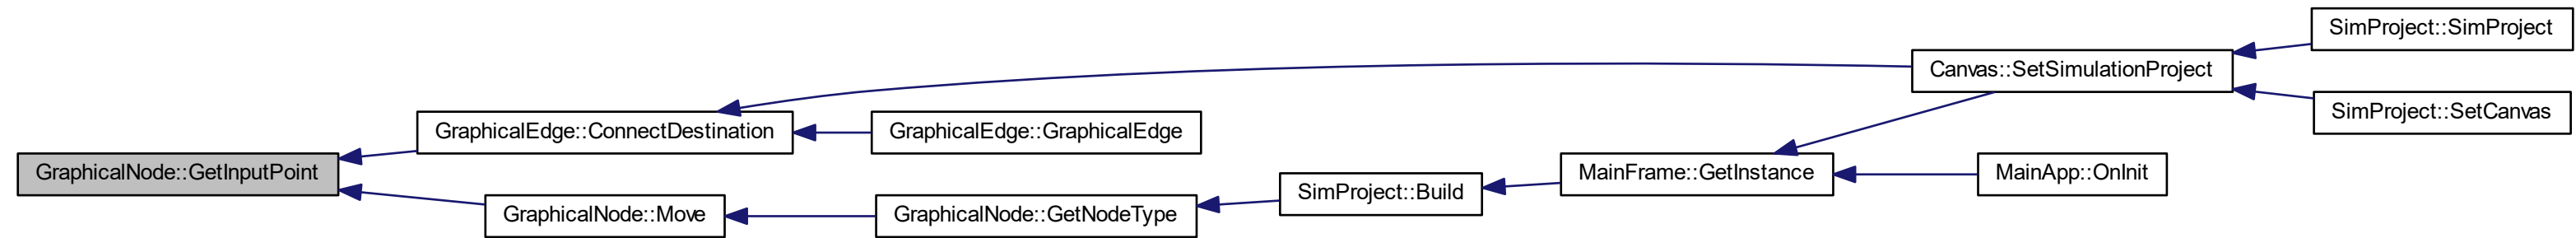 GraphicalNode::GetInputPoint
GraphicalEdge::ConnectDestination
GraphicalNode::Move
GraphicalEdge::GraphicalEdge
GraphicalNode::GetNodeType
SimProject::Build
MainFrame::GetInstance
Canvas::SetSimulationProject
MainApp::OnInit
SimProject::SimProject
SimProject::SetCanvas